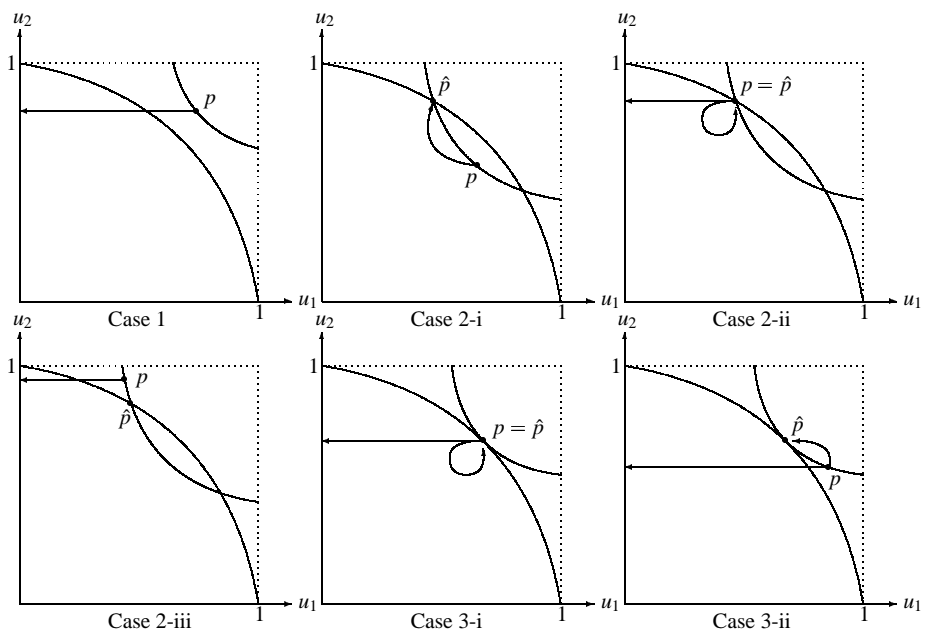 u₂ u₂ u₂
1 1 1
p p̂ p = p̂
p
1 u₁ 1 u₁ 1 u₁
Case 1 Case 2-i Case 2-ii
u₂ u₂ u₂
1 1 1
p
p̂ p = p̂ p̂
p
1 u₁ 1 u₁ 1 u₁
Case 2-iii Case 3-i Case 3-ii